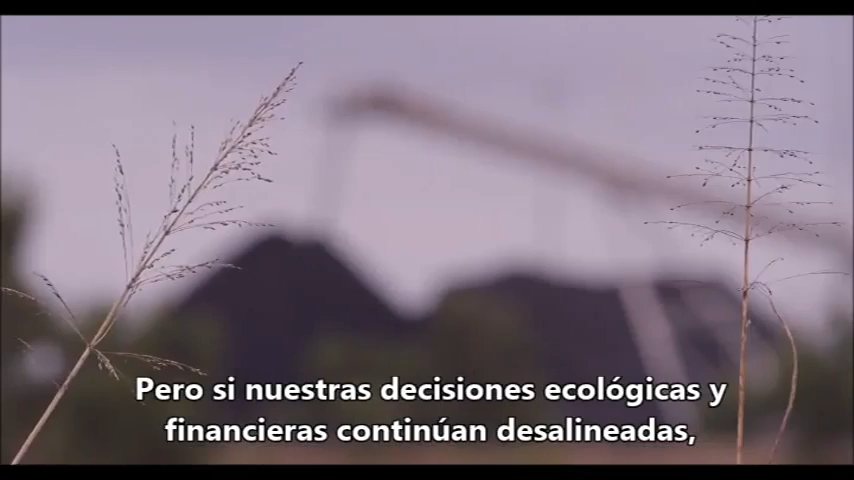 Pero si nuestras decisiones ecológicas y
financieras continúan desalineadas,